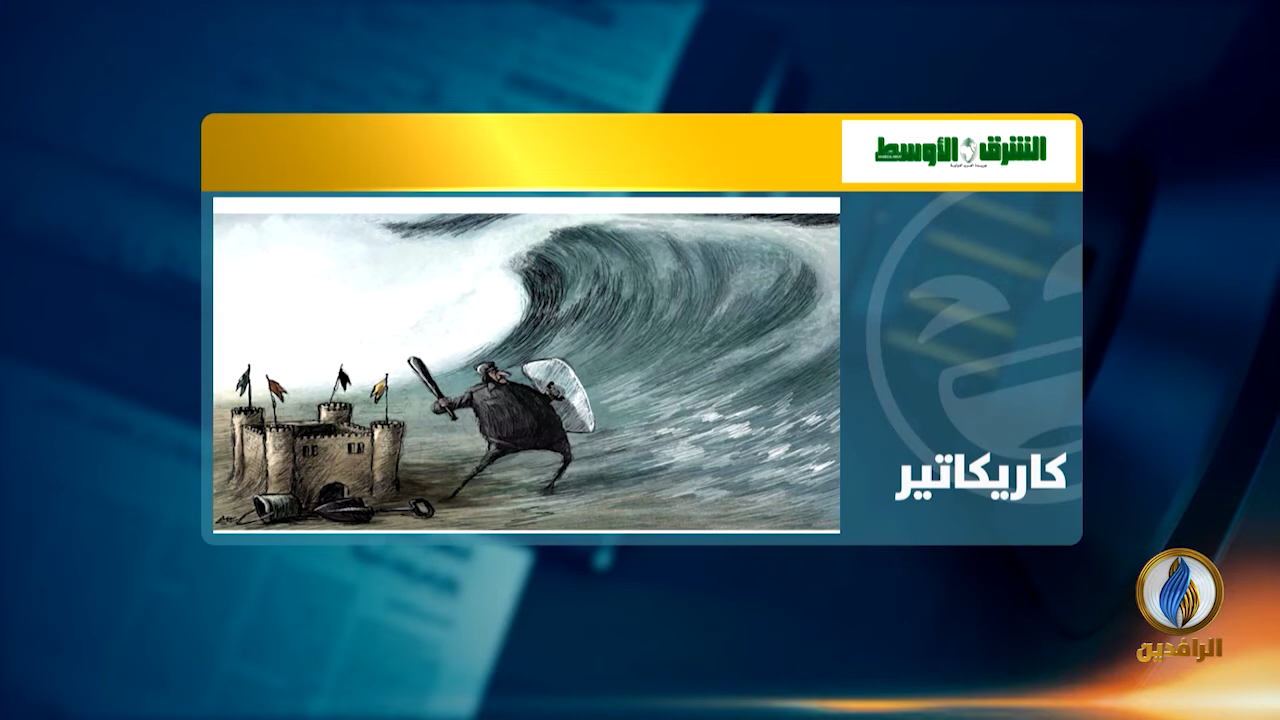 الشرق الأوسط
كاريكاتير
الرافدين